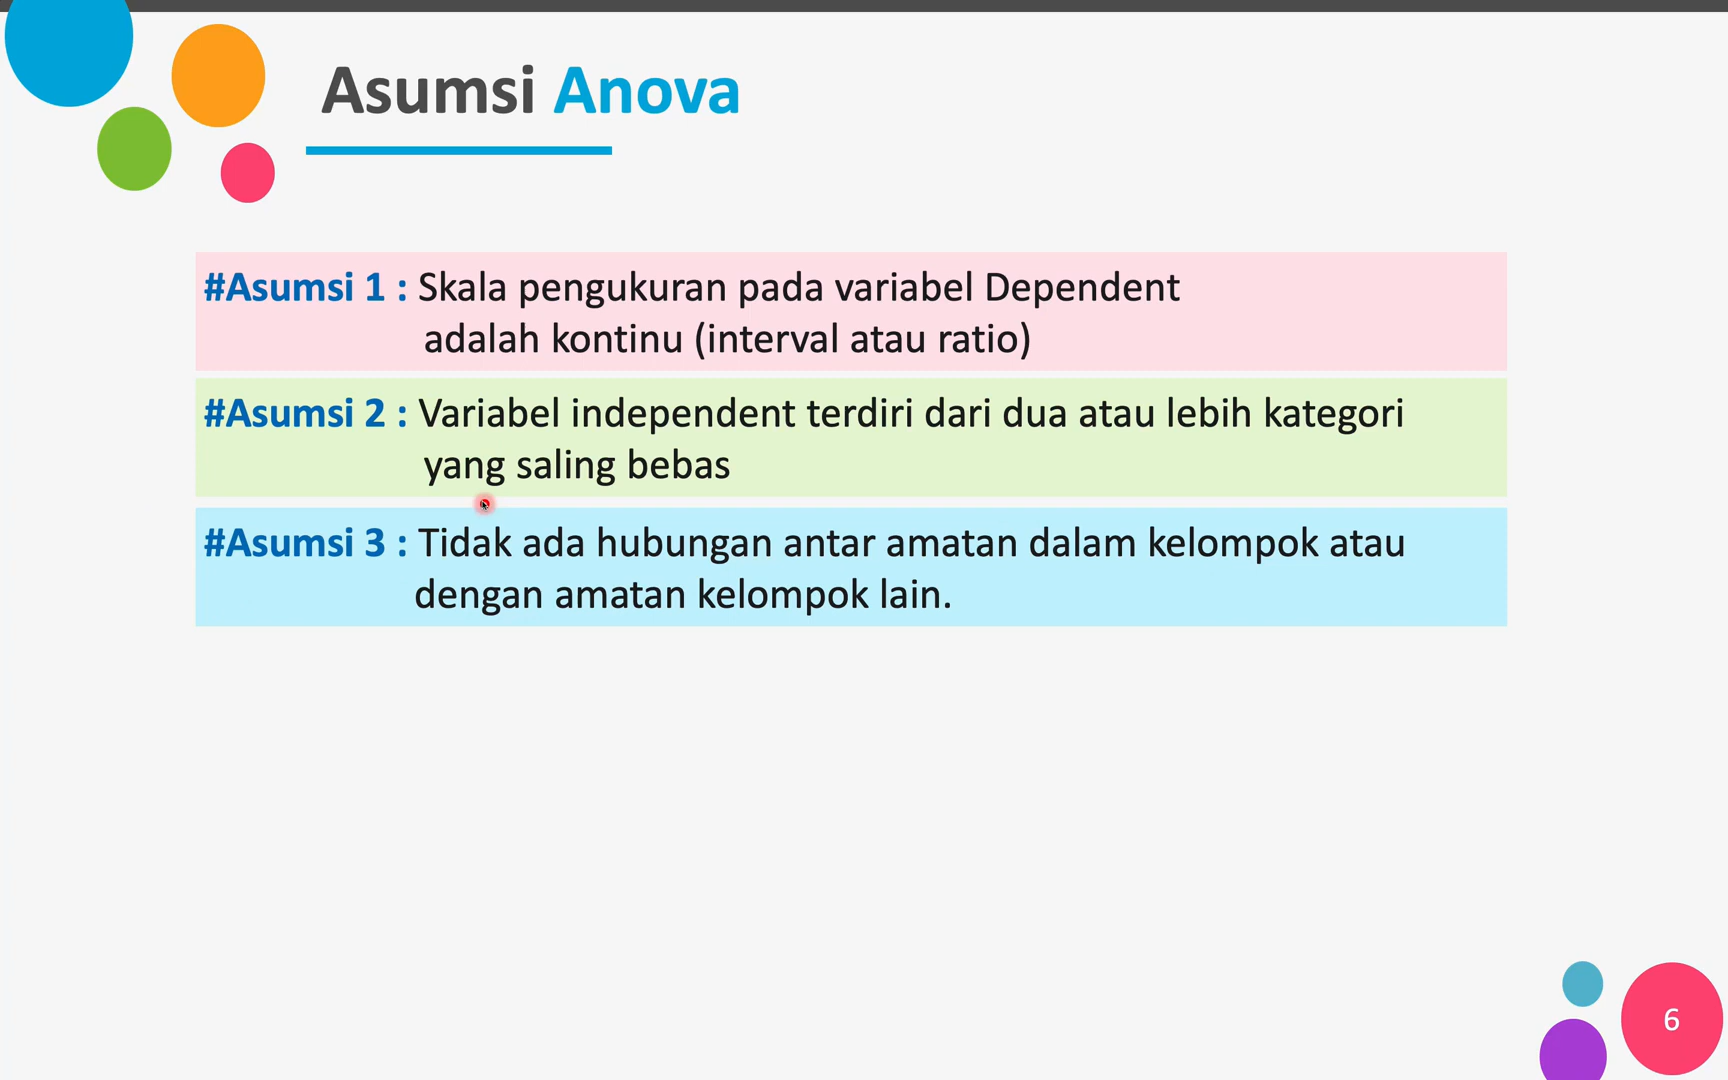 Asumsi Anova
#Asumsi 1 : Skala pengukuran pada variabel Dependent
adalah kontinu (interval atau ratio)
#Asumsi 2 : Variabel independent terdiri dari dua atau lebih kategori
yang saling bebas
#Asumsi 3 : Tidak ada hubungan antar amatan dalam kelompok atau
dengan amatan kelompok lain.
6